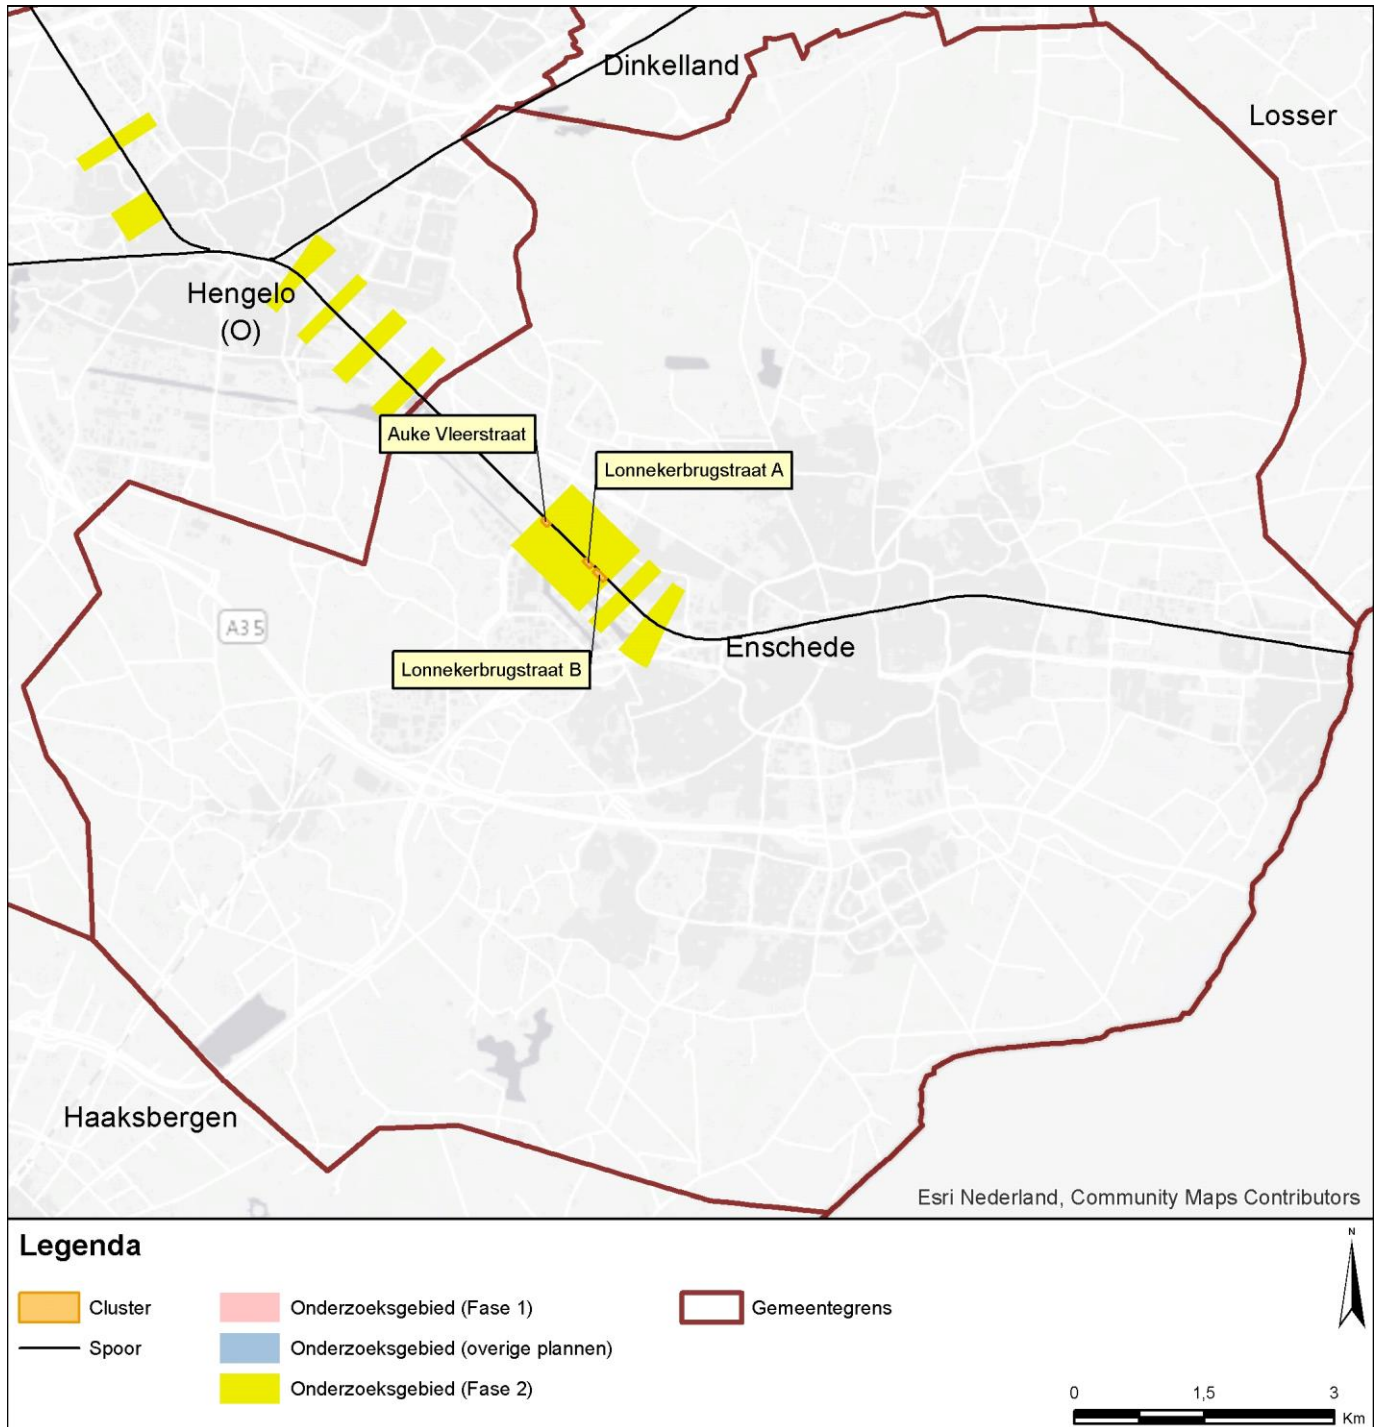 Dinkelland
Losser
Hengelo
(O)
Auke Vleerstraat
Lonnekerbrugstraat A
A35
Enschede
Lonnekerbrugstraat B
Haaksbergen
Esri Nederland, Community Maps Contributors
Legenda
N
Cluster
Onderzoeksgebied (Fase 1)
Gemeentegrens
Spoor
Onderzoeksgebied (overige plannen)
Onderzoeksgebied (Fase 2)
0 1,5 3
Km